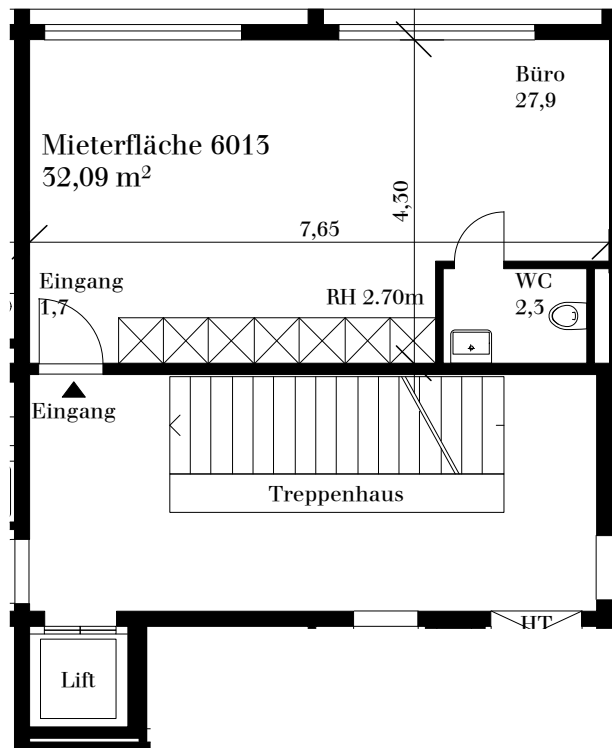 Büro
27,9
Mieterfläche 6013
32,09 m²
4,30
7,65
Eingang
1,7
RH 2.70m
WC
2,3
Eingang
Treppenhaus
HT
Lift